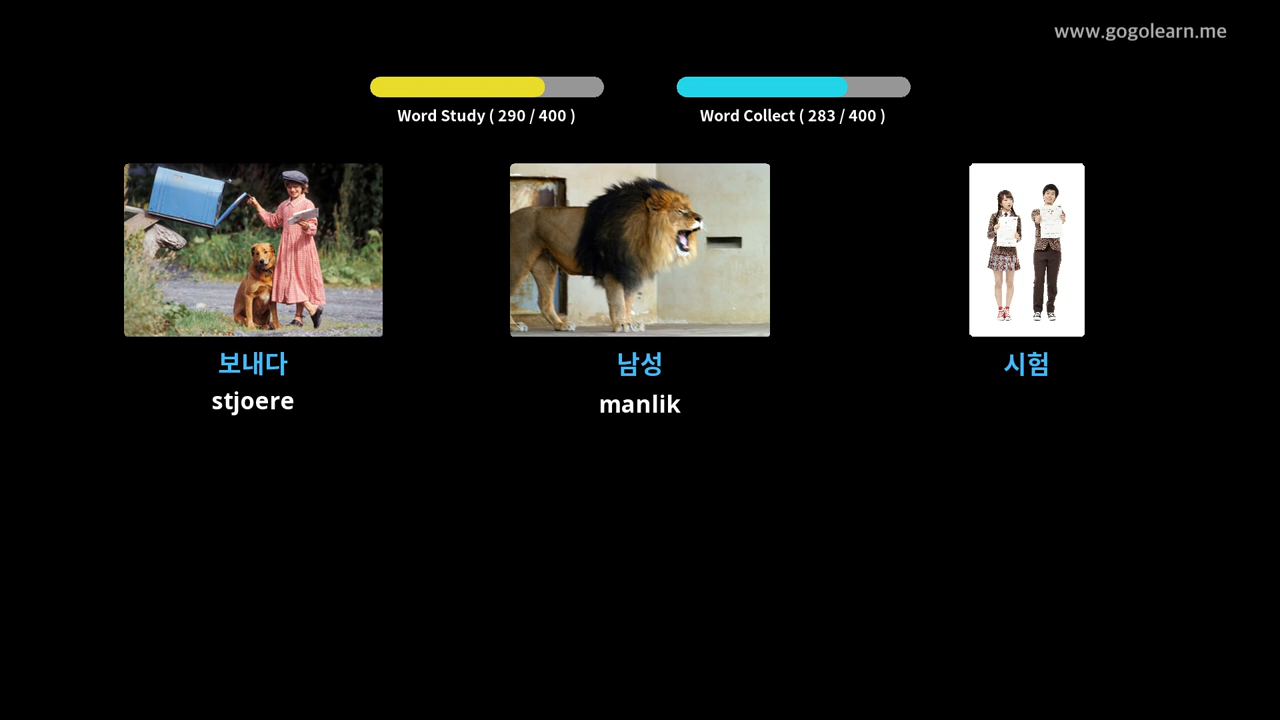 www.gogolearn.me
Word Study ( 290 / 400 )
Word Collect ( 283 / 400 )
보내다
남성
시험
stjoere
manlik